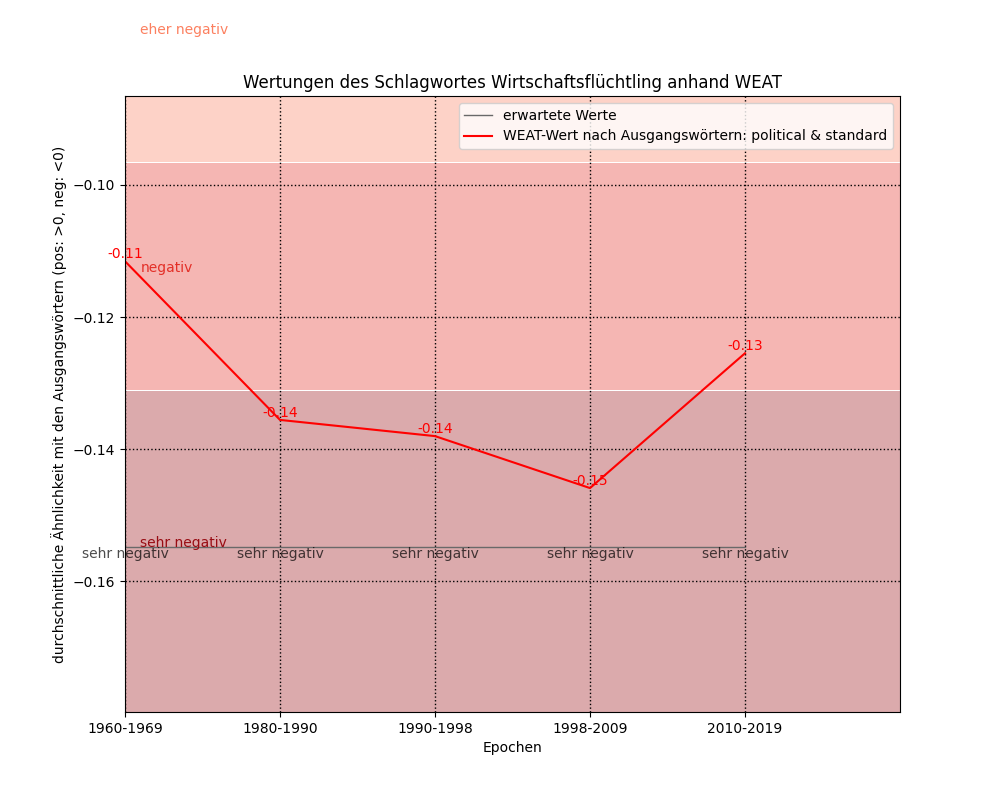 eher negativ
Wertungen des Schlagwortes Wirtschaftsflüchtling anhand WEAT
erwartete Werte
WEAT-Wert nach Ausgangswörtern: political & standard
durchschnittliche Ähnlichkeit mit den Ausgangswörtern (pos: >0, neg: <0)
−0.10
-0.11
negativ
−0.12
-0.13
-0.14
-0.14
−0.14
-0.15
sehr negativ
sehr negativ sehr negativ sehr negativ sehr negativ sehr negativ
−0.16
1960-1969 1980-1990 1990-1998 1998-2009 2010-2019
Epochen